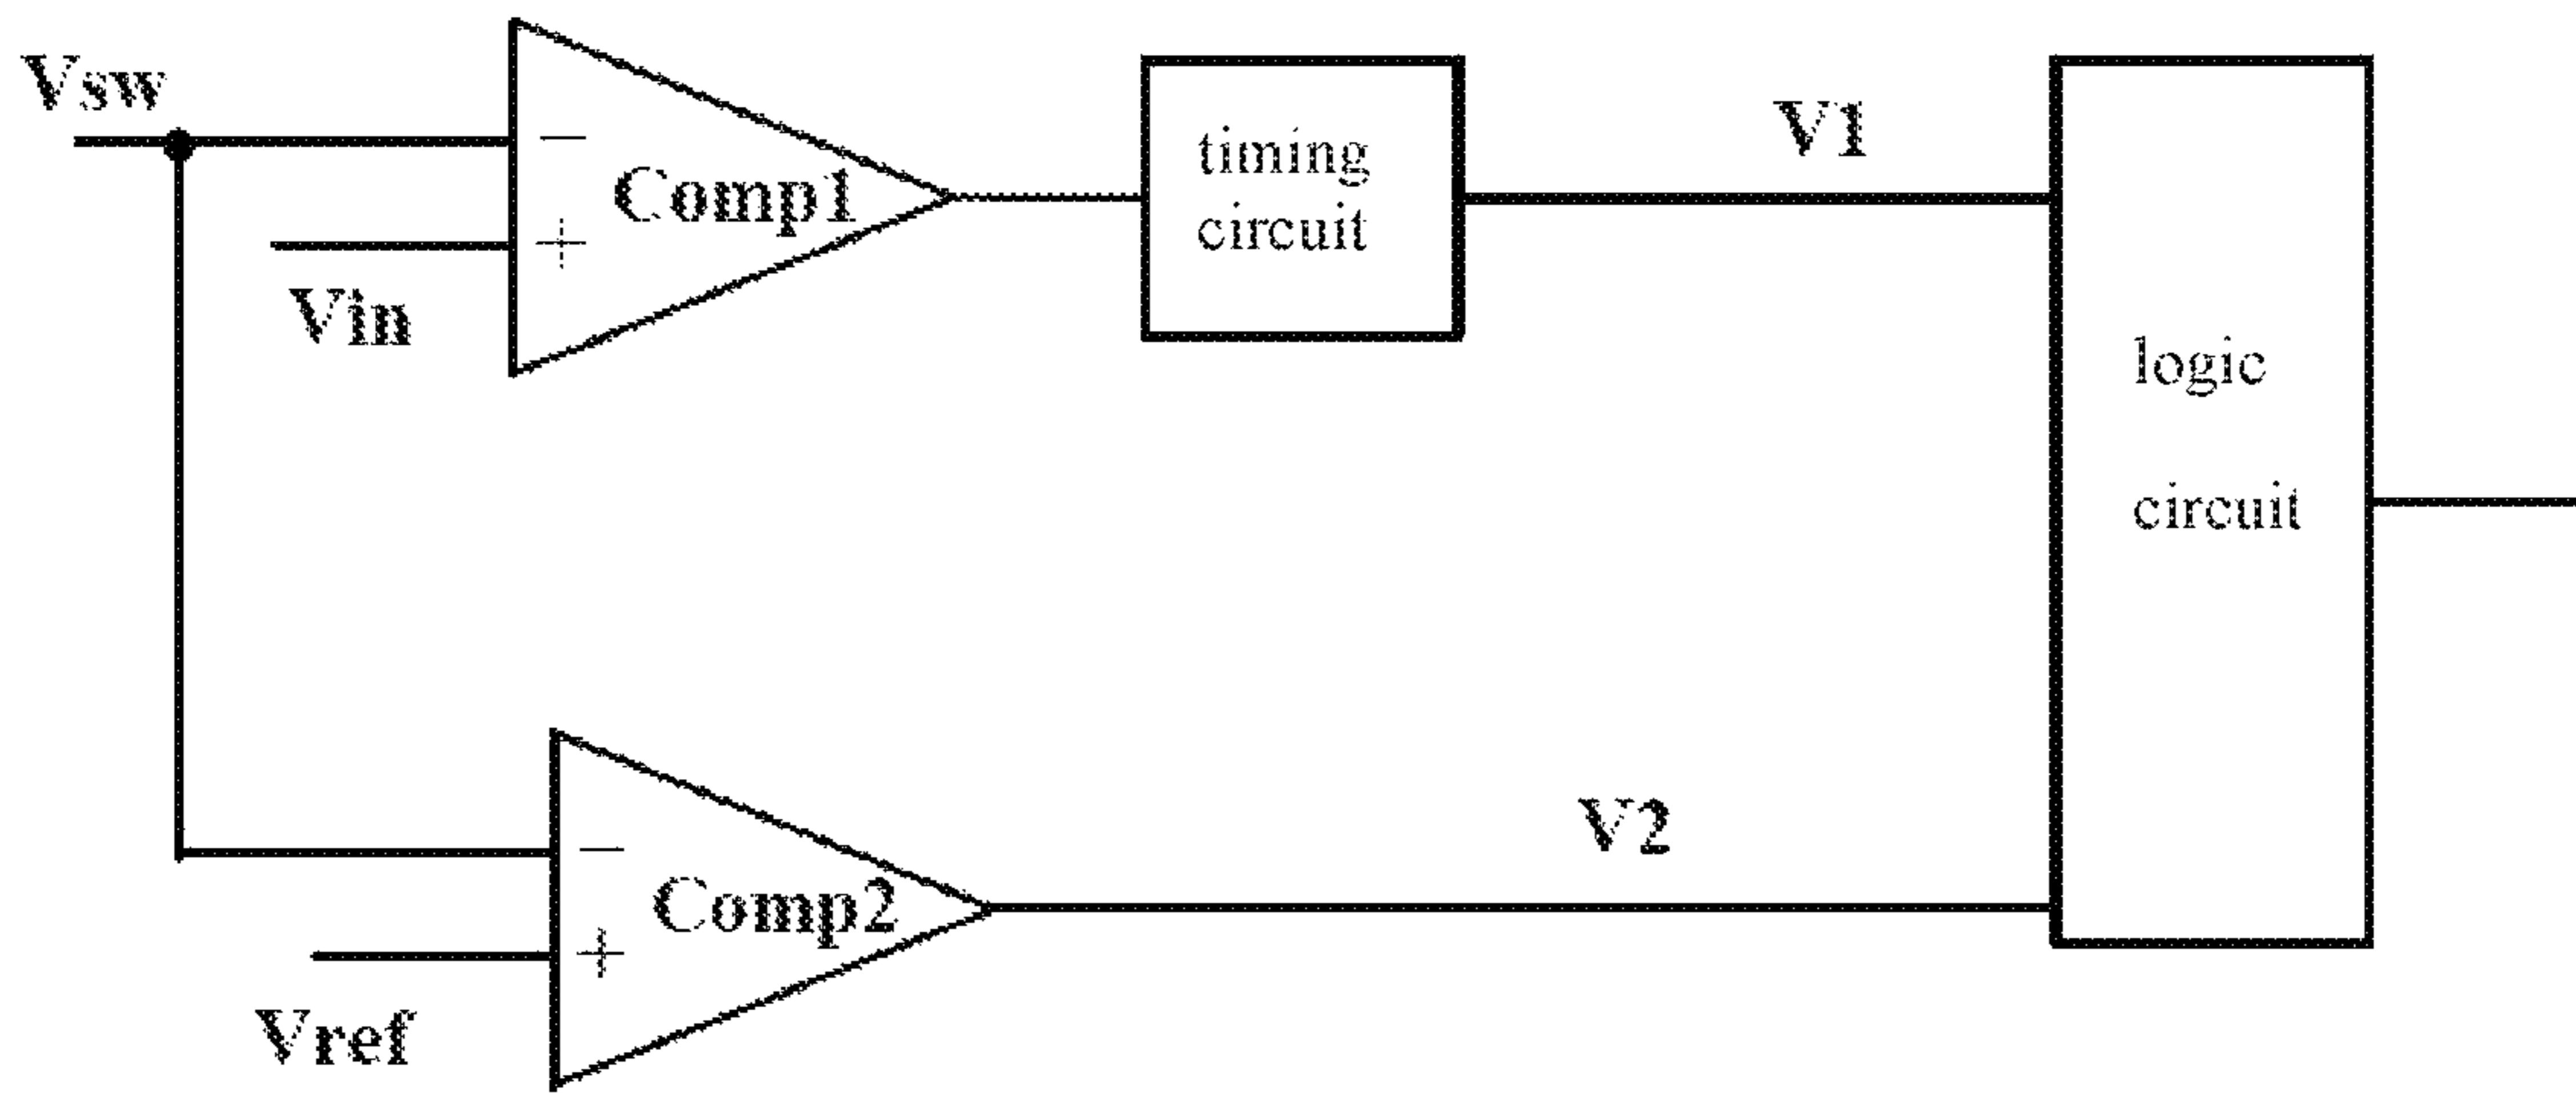 Vsw
−
Comp1
+
Vin
timing
circuit
V1
logic
circuit
−
Comp2
+
Vref
V2